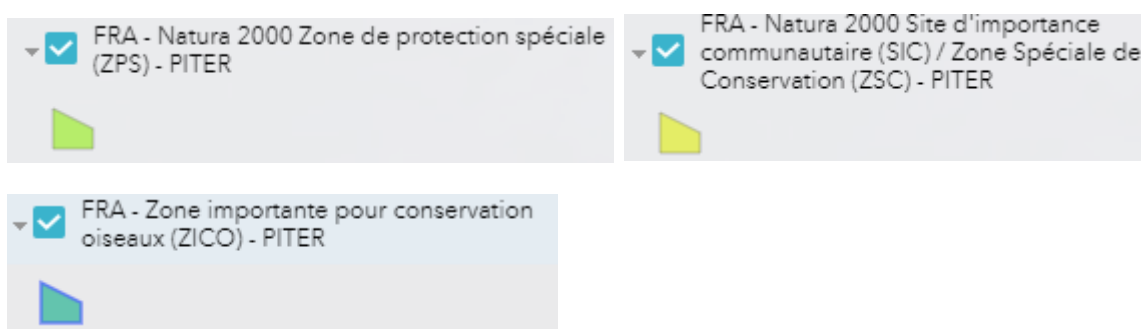 FRA - Natura 2000 Zone de protection spéciale
(ZPS) - PITER
FRA - Natura 2000 Site d'importance
communautaire (SIC) / Zone Spéciale de
Conservation (ZSC) - PITER
FRA - Zone importante pour conservation
oiseaux (ZICO) - PITER